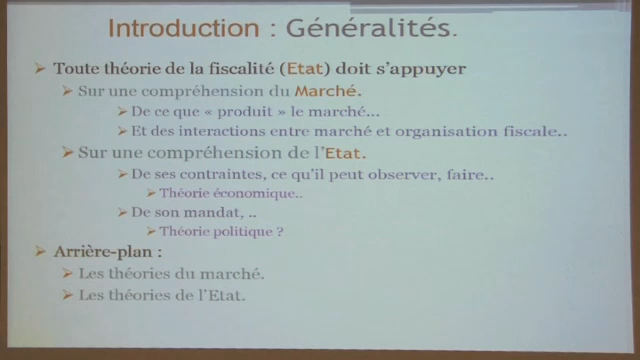 Introduction : Généralités.
Toute théorie de la fiscalité (Etat) doit s'appuyer
Sur une compréhension du Marché.
De ce que « produit » le marché...
Et des interactions entre marché et organisation fiscale..
Sur une compréhension de l'Etat.
De ses contraintes, ce qu'il peut observer, faire..
Théorie économique..
De son mandat, ..
Théorie politique ?
Arrière-plan :
Les théories du marché.
Les théories de l'Etat.